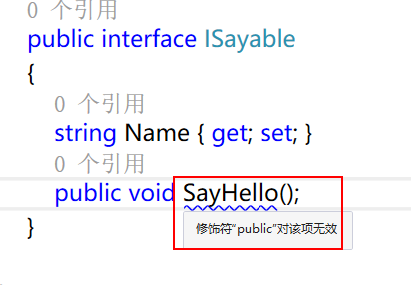 0 个引用
public interface ISayable
{
0 个引用
string Name { get; set; }
0 个引用
public void SayHello();
修饰符“public”对该项无效
}